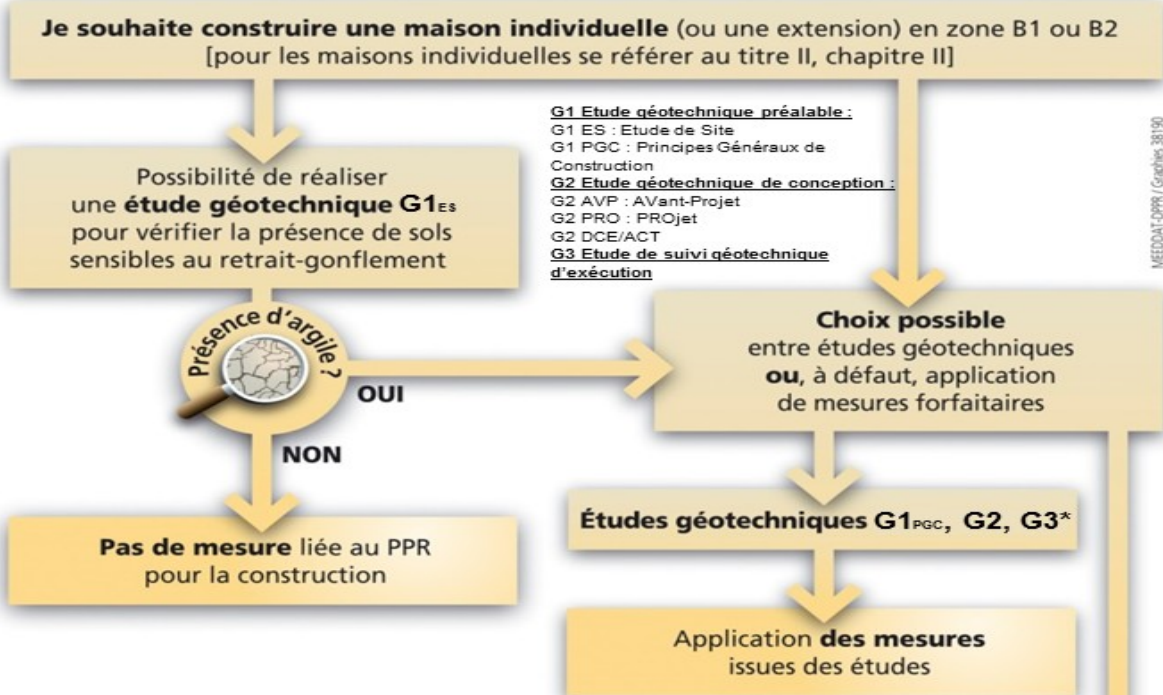 Je souhaite construire une maison individuelle (ou une extension) en zone B1 ou B2
[pour les maisons individuelles se référer au titre II, chapitre II]
G1 Etude géotechnique préalable :
G1 ES : Etude de Site
G1 PGC : Principes Généraux de
Construction
G2 Etude géotechnique de conception :
G2 AVP : AVant-Projet
G2 PRO : PROjet
G2 DCE/ACT
G3 Etude de suivi géotechnique
d'exécution
MEEDDAT-DPPR / Graphies 38190
Possibilité de réaliser
une étude géotechnique G1ES
pour vérifier la présence de sols
sensibles au retrait-gonflement
Présence d'argile ?
OUI
NON
Choix possible
entre études géotechniques
ou, à défaut, application
de mesures forfaitaires
Pas de mesure liée au PPR
pour la construction
Études géotechniques G1PGC, G2, G3*
Application des mesures
issues des études